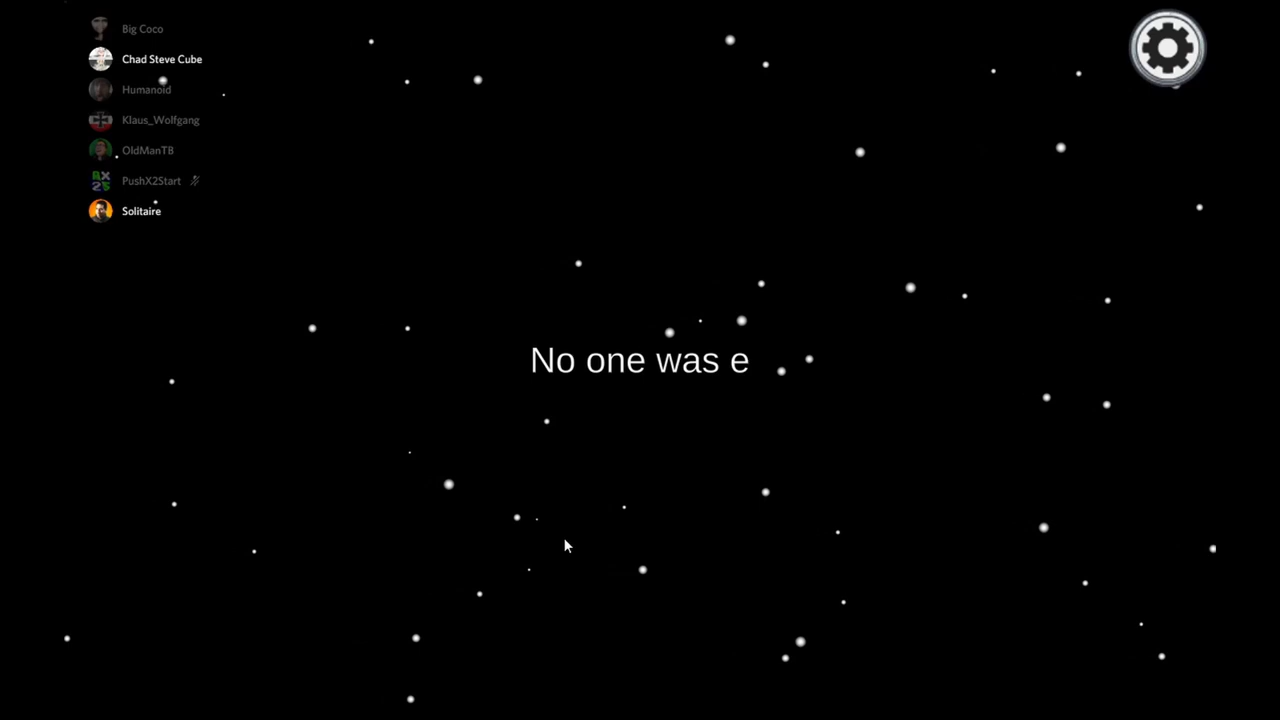 Big Coco
Chad Steve Cube
Humanoid
Klaus_Wolfgang
OldManTB
PushX2Start
Solitaire
No one was e